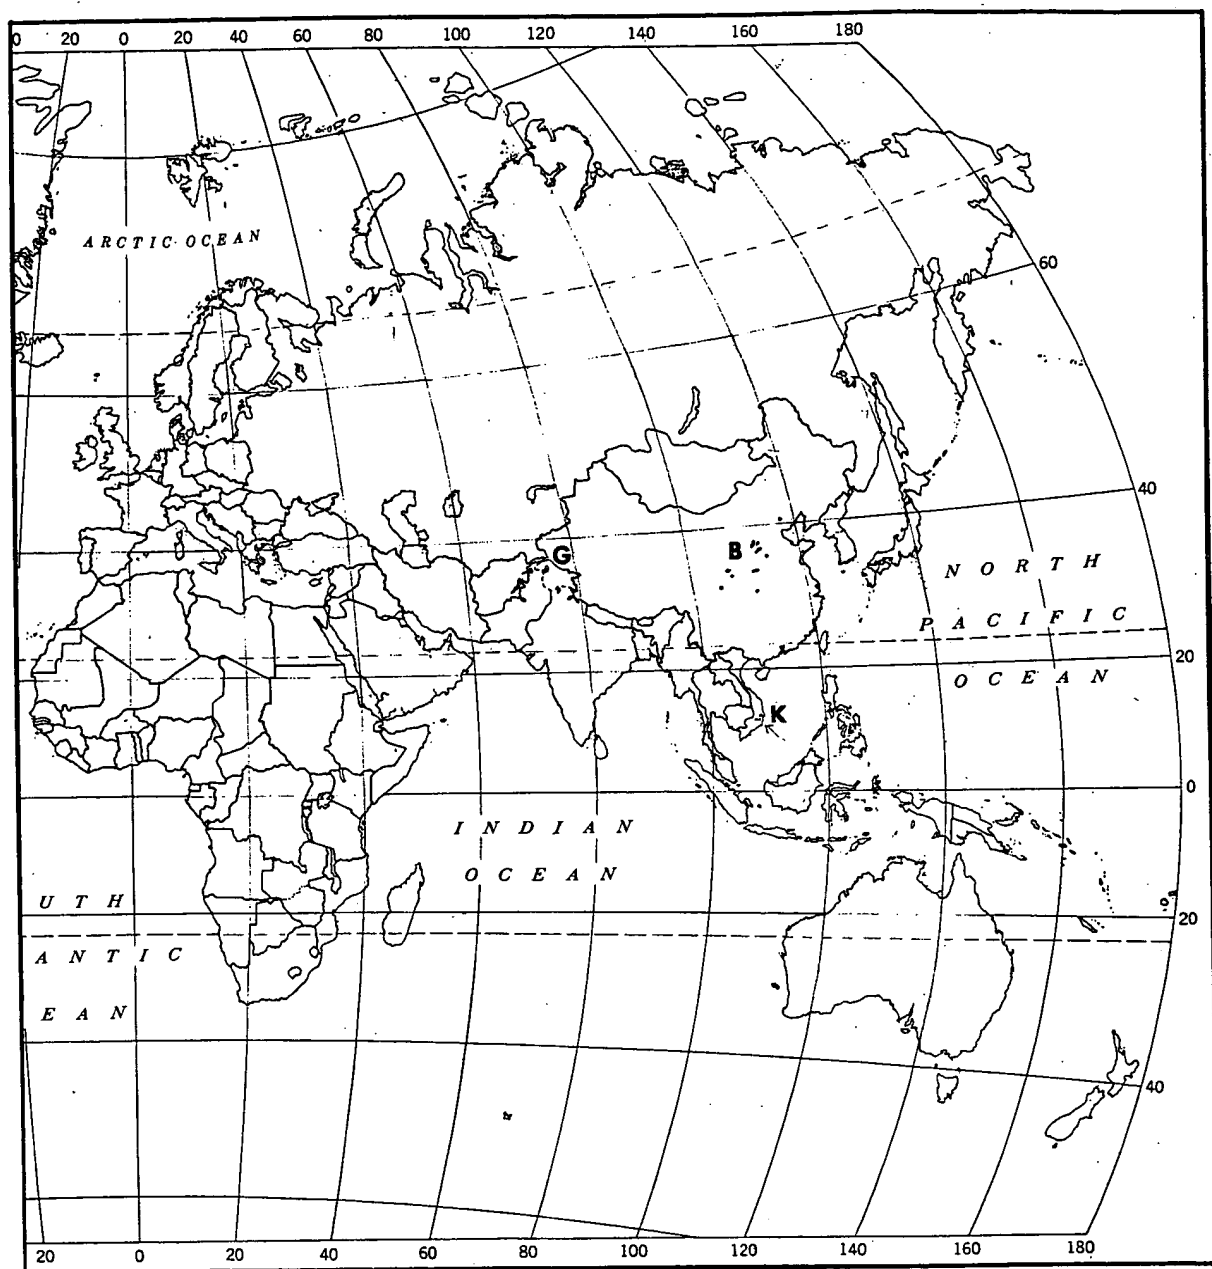 0 20 0 20 40 60 80 100 120 140 160 180
ARCTIC OCEAN
60
40
G
B
NORTH
PACIFIC
20
OCEAN
K
0
INDIAN
OCEAN
UTH
20
ANTIC
EAN
40
20 0 20 40 60 80 100 120 140 160 180